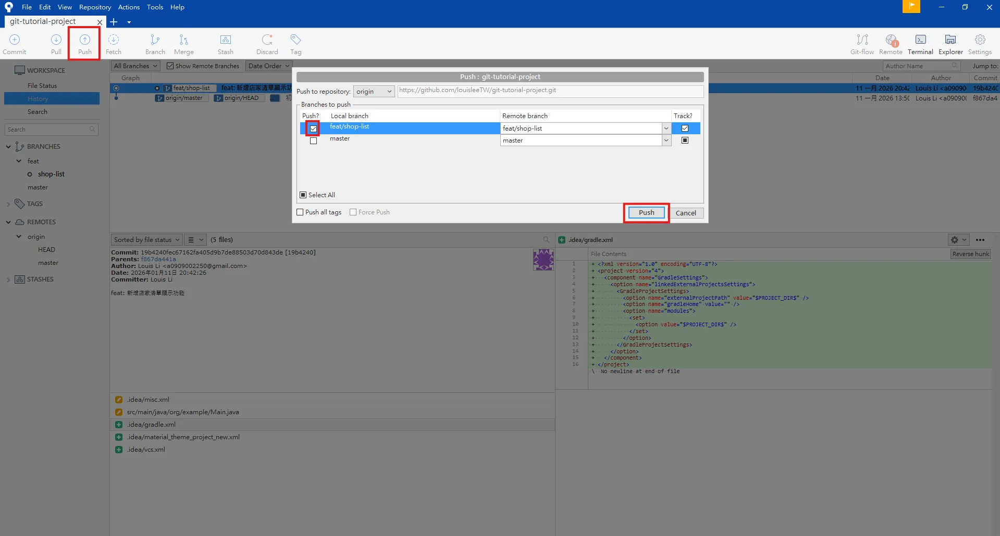 File Edit View Repository Actions Tools Help
git-tutorial-project
Commit Pull Push Fetch Branch Merge Stash Discard Tag Git-flow Remote Terminal Explorer Settings
WORKSPACE
File Status
History
Search
Search
BRANCHES
feat
shop-list
master
TAGS
REMOTES
origin
HEAD
master
STASHES
All Branches Show Remote Branches Date Order Author Name Jump to:
Graph Date Author Commit
feat/shop-list feat: 新增店家清單顯示功 11 一月 2026 20:42 Louis Li <a09090 19b424
origin/master origin/HEAD ... 初 11 一月 2026 13:50 Louis Li <a09090 f867da4
Push : git-tutorial-project
Push to repository: origin https://github.com/louisleeTW/git-tutorial-project.git
Branches to push
Push? Local branch Remote branch Track?
feat/shop-list feat/shop-list
master master
Select All
Push all tags Force Push Push Cancel
Sorted by file status (5 files)
Commit: 19b4240fec67162fa405d9b7de88503d70d843de [19b4240]
Parents: f867da441a
Author: Louis Li <a0909002250@gmail.com>
Date: 2026年01月11日 20:42:26
Committer: Louis Li
feat: 新增店家清單顯示功能
.idea/misc.xml
src/main/java/org/example/Main.java
.idea/gradle.xml
.idea/material_theme_project_new.xml
.idea/vcs.xml
.idea/gradle.xml
File Contents Reverse hunk
1 + <?xml version="1.0" encoding="UTF-8"?>
2 + <project version="4">
3 + <component name="GradleSettings">
4 + <option name="linkedExternalProjectsSettings">
5 + <GradleProjectSettings>
6 + <option name="externalProjectPath" value="$PROJECT_DIR$" />
7 + <option name="gradleHome" value="" />
8 + <option name="modules">
9 + <set>
10 + <option value="$PROJECT_DIR$" />
11 + </set>
12 + </option>
13 + </GradleProjectSettings>
14 + </option>
15 + </component>
16 + </project>
\ No newline at end of file